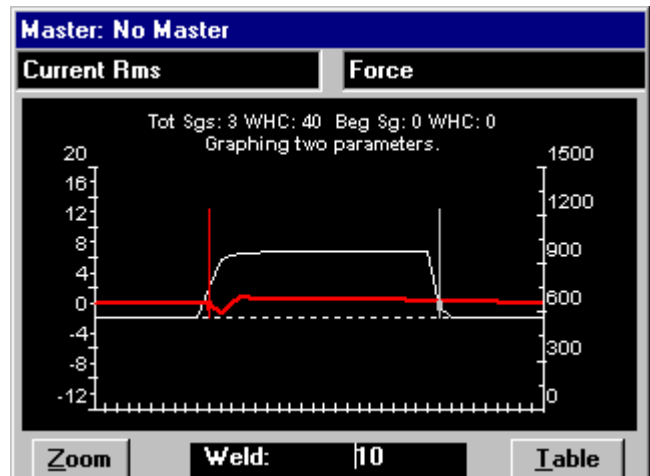 Master: No Master
Current Rms Force
Tot Sgs: 3 WHC: 40 Beg Sg: 0 WHC: 0
Graphing two parameters.
20 1500
16
12 1200
8 900
4
0 600
-4
-8 300
-12 0
Zoom Weld: 10 Table